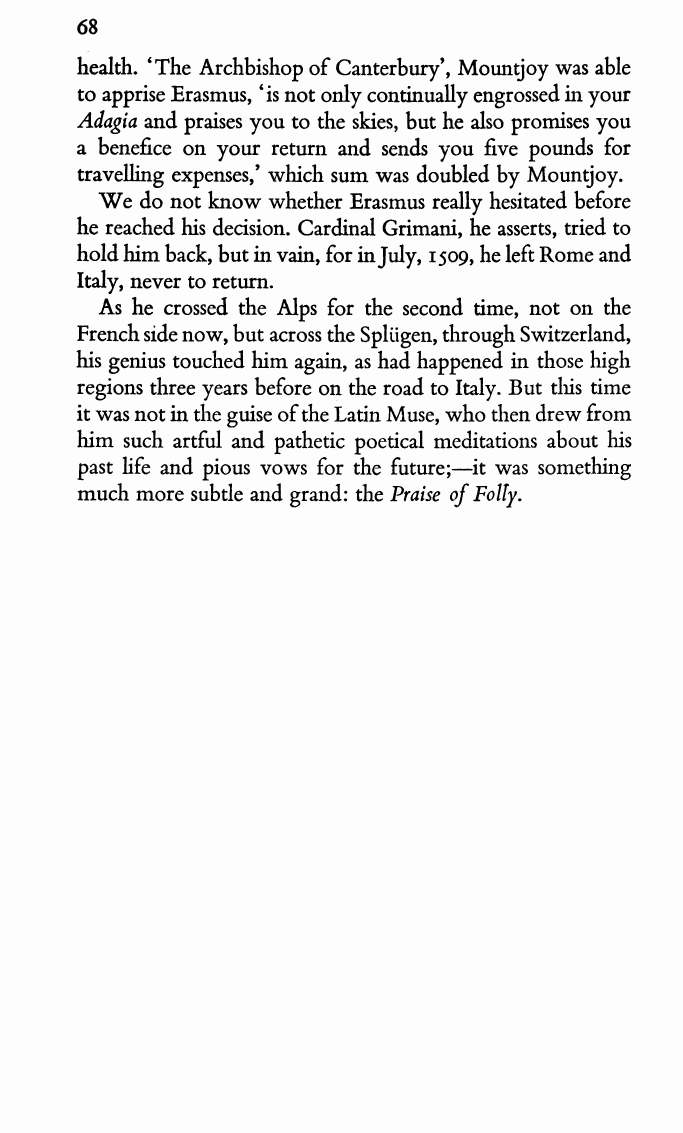 68
health. ‘The Archbishop of Canterbury’, Mountjoy was able
to apprise Erasmus, ‘is not only continually engrossed in your
Adagia and praises you to the skies, but he also promises you
a benefice on your return and sends you five pounds for
travelling expenses,’ which sum was doubled by Mountjoy.
We do not know whether Erasmus really hesitated before
he reached his decision. Cardinal Grimani, he asserts, tried to
hold him back, but in vain, for in July, 1509, he left Rome and
Italy, never to return.
As he crossed the Alps for the second time, not on the
French side now, but across the Splügen, through Switzerland,
his genius touched him again, as had happened in those high
regions three years before on the road to Italy. But this time
it was not in the guise of the Latin Muse, who then drew from
him such artful and pathetic poetical meditations about his
past life and pious vows for the future;—it was something
much more subtle and grand: the Praise of Folly.